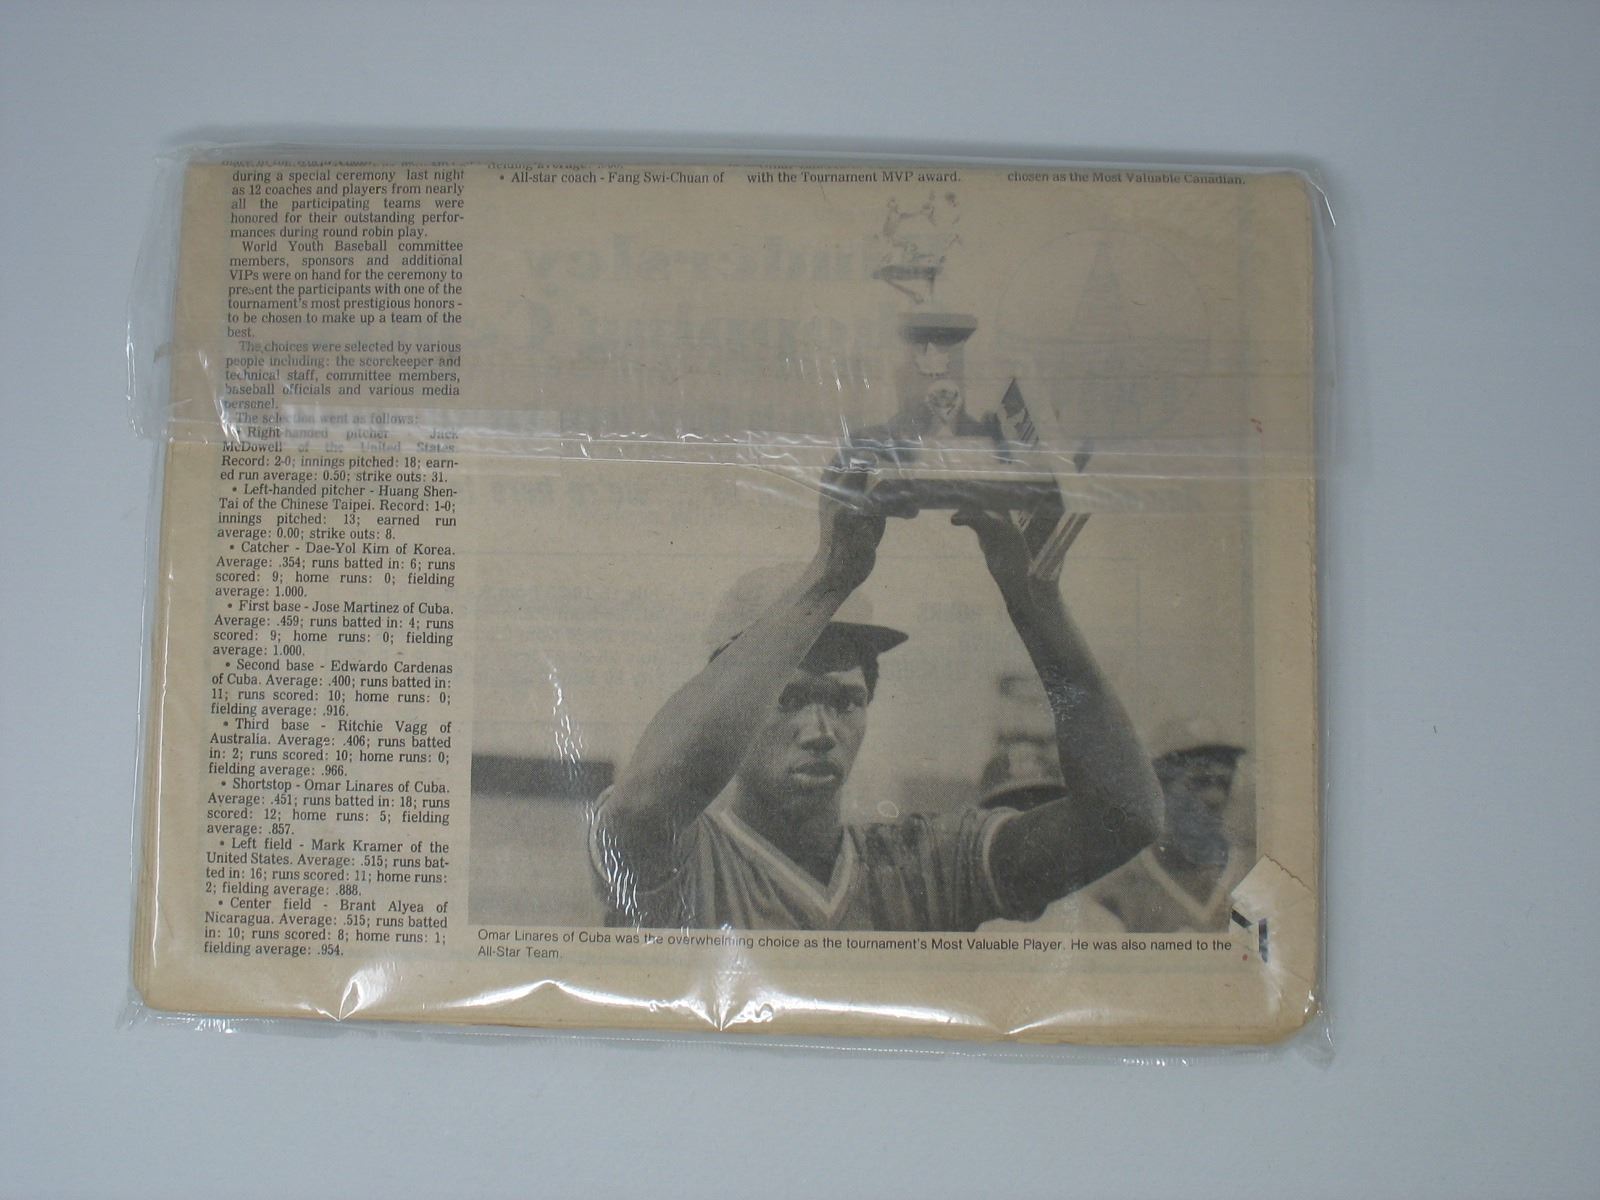 during a special ceremony last night
as 12 coaches and players from nearly
all the participating teams were
honored for their outstanding perfor-
mances during round robin play.
World Youth Baseball committee
members, sponsors and additional
VIPs were on hand for the ceremony to
present the participants with one of the
tournament's most prestigious honors -
to be chosen to make up a team of the
best.
The choices were selected by various
people including: the scorekeeper and
technical staff, committee members,
baseball officials and various media
personel.
The selection went as follows:
• Right-handed pitcher - Jack
McDowell of the United States.
Record: 2-0; innings pitched: 18; earn-
ed run average: 0.50; strike outs: 31.
• Left-handed pitcher - Huang Shen-
Tai of the Chinese Taipei. Record: 1-0;
innings pitched: 13; earned run
average: 0.00; strike outs: 8.
• Catcher - Dae-Yol Kim of Korea.
Average: .354; runs batted in: 6; runs
scored: 9; home runs: 0; fielding
average: 1.000.
• First base - Jose Martinez of Cuba.
Average: .459; runs batted in: 4; runs
scored: 9; home runs: 0; fielding
average: 1.000.
• Second base - Edwardo Cardenas
of Cuba. Average: .400; runs batted in:
11; runs scored: 10; home runs: 0;
fielding average: .916.
• Third base - Ritchie Vagg of
Australia. Average: .406; runs batted
in: 2; runs scored: 10; home runs: 0;
fielding average: .966.
• Shortstop - Omar Linares of Cuba.
Average: .451; runs batted in: 18; runs
scored: 12; home runs: 5; fielding
average: .857.
• Left field - Mark Kramer of the
United States. Average: .515; runs bat-
ted in: 16; runs scored: 11; home runs:
2; fielding average: .888.
• Center field - Brant Alyea of
Nicaragua. Average: .515; runs batted
in: 10; runs scored: 8; home runs: 1;
fielding average: .954.
fielding average:
• All-star coach - Fang Swi-Chuan of
with the Tournament MVP award.
chosen as the Most Valuable Canadian.
Omar Linares of Cuba was the overwhelming choice as the tournament's Most Valuable Player. He was also named to the
All-Star Team.